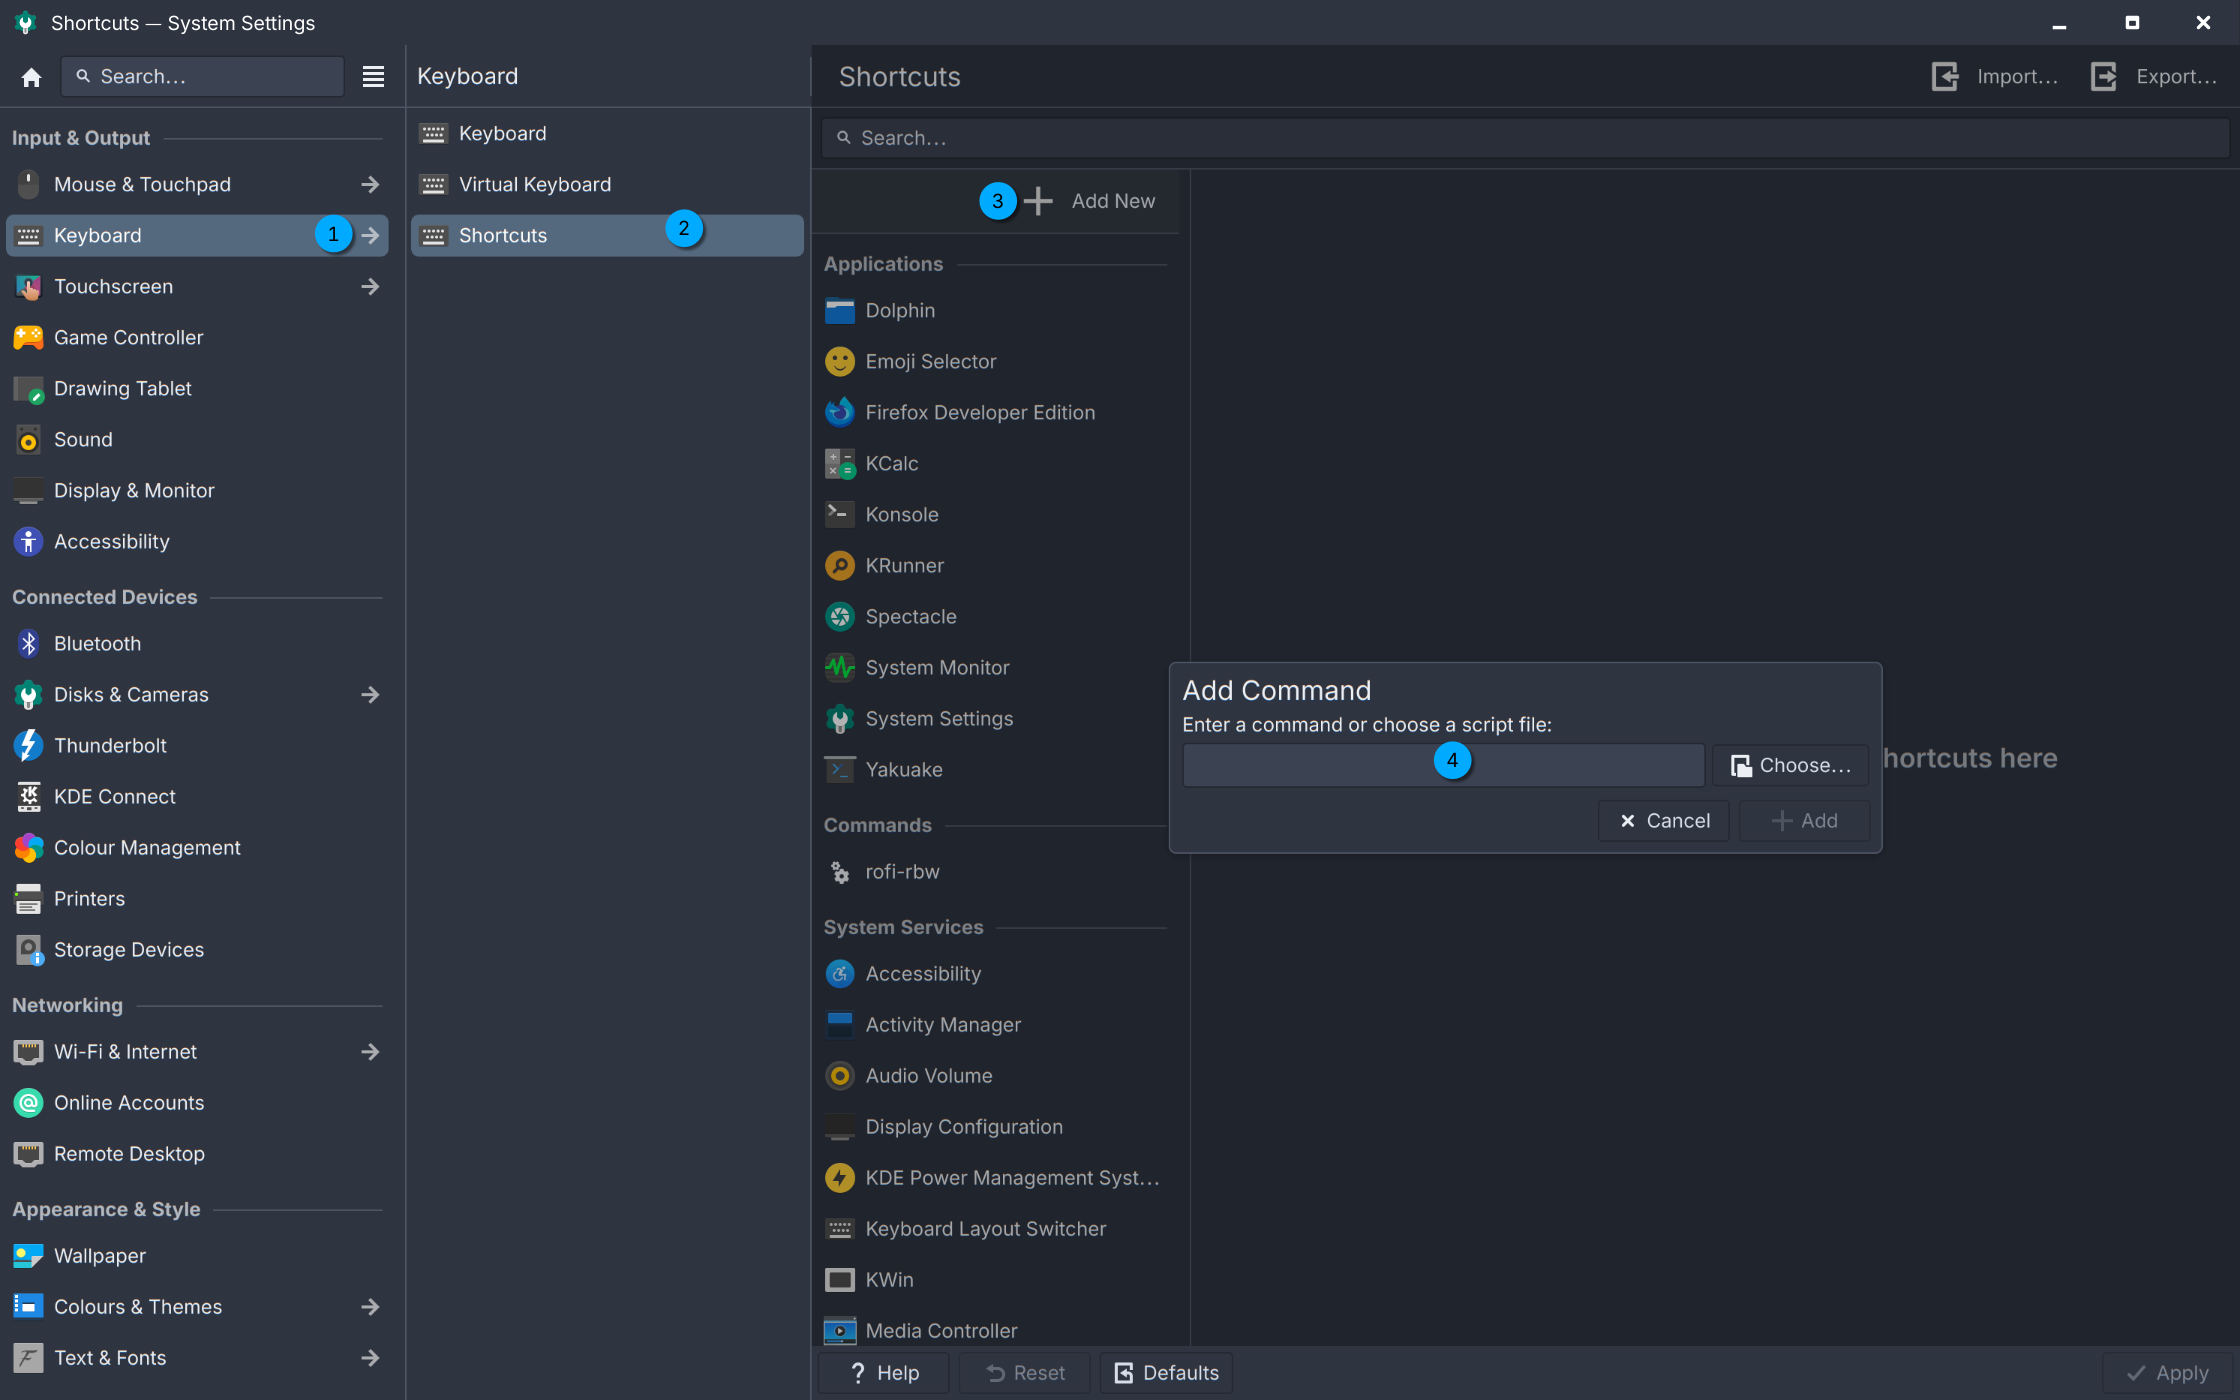 Shortcuts — System Settings
Search...
Keyboard
Shortcuts
Import...
Export...
Input & Output
Mouse & Touchpad
Keyboard
1
Touchscreen
Game Controller
Drawing Tablet
Sound
Display & Monitor
Accessibility
Connected Devices
Bluetooth
Disks & Cameras
Thunderbolt
KDE Connect
Colour Management
Printers
Storage Devices
Networking
Wi-Fi & Internet
Online Accounts
Remote Desktop
Appearance & Style
Wallpaper
Colours & Themes
Text & Fonts
Keyboard
Virtual Keyboard
Shortcuts
2
Search...
3
Add New
Applications
Dolphin
Emoji Selector
Firefox Developer Edition
KCalc
Konsole
KRunner
Spectacle
System Monitor
System Settings
Yakuake
Commands
rofi-rbw
System Services
Accessibility
Activity Manager
Audio Volume
Display Configuration
KDE Power Management Syst...
Keyboard Layout Switcher
KWin
Media Controller
Add Command
Enter a command or choose a script file:
4
Choose...
Cancel
Add
hortcuts here
Help
Reset
Defaults
Apply